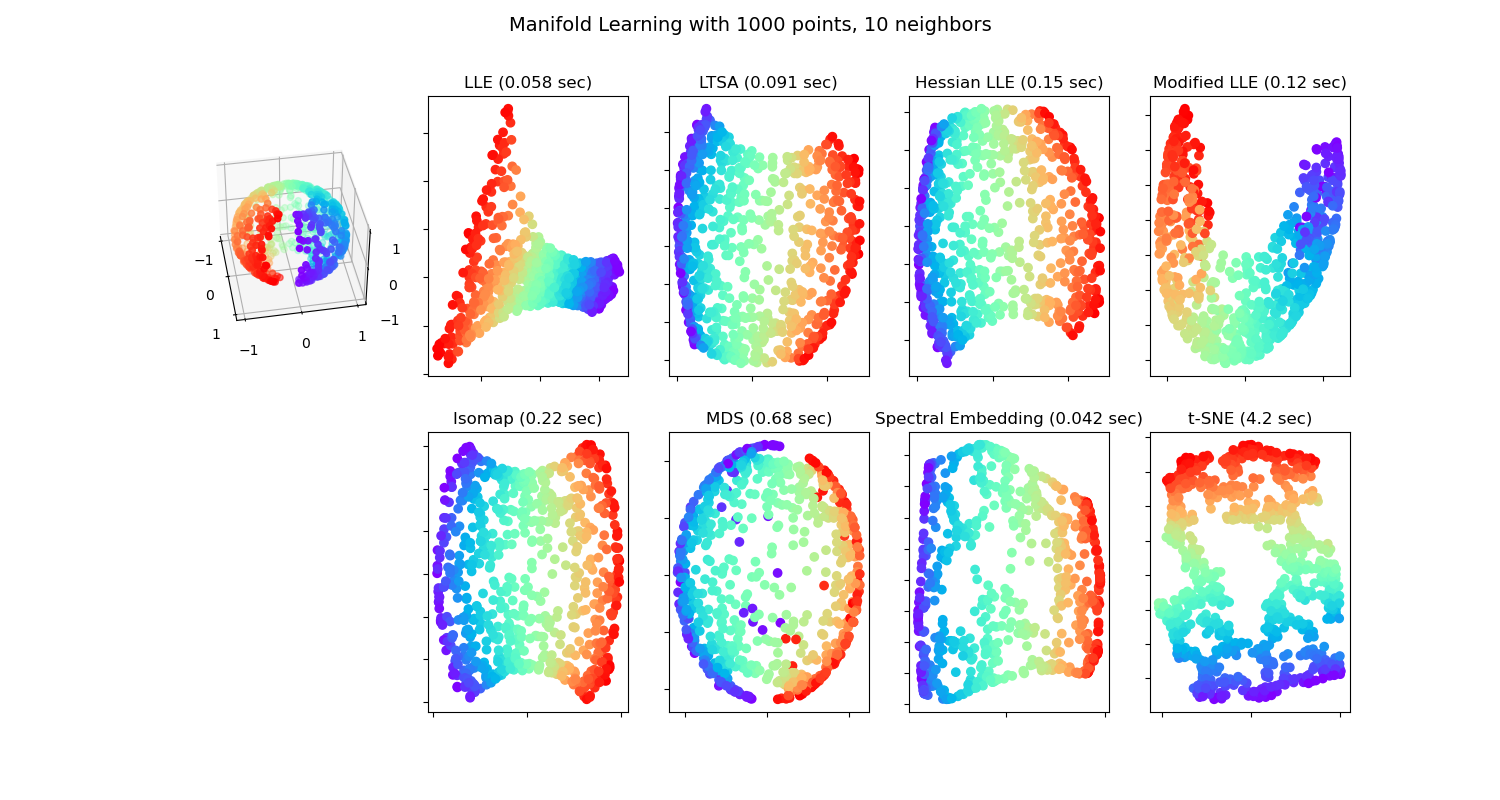 Manifold Learning with 1000 points, 10 neighbors
LLE (0.058 sec)
LTSA (0.091 sec)
Hessian LLE (0.15 sec)
Modified LLE (0.12 sec)
−1
0
1
−1
0
1
1
0
−1
Isomap (0.22 sec)
MDS (0.68 sec)
Spectral Embedding (0.042 sec)
t-SNE (4.2 sec)